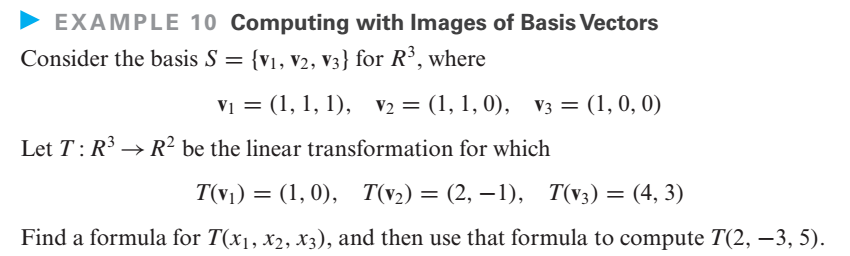 ▶ EXAMPLE 10 Computing with Images of Basis Vectors
Consider the basis S = {v₁, v₂, v₃} for R³, where
v₁ = (1, 1, 1), v₂ = (1, 1, 0), v₃ = (1, 0, 0)
Let T : R³ → R² be the linear transformation for which
T(v₁) = (1, 0), T(v₂) = (2, −1), T(v₃) = (4, 3)
Find a formula for T(x₁, x₂, x₃), and then use that formula to compute T(2, −3, 5).